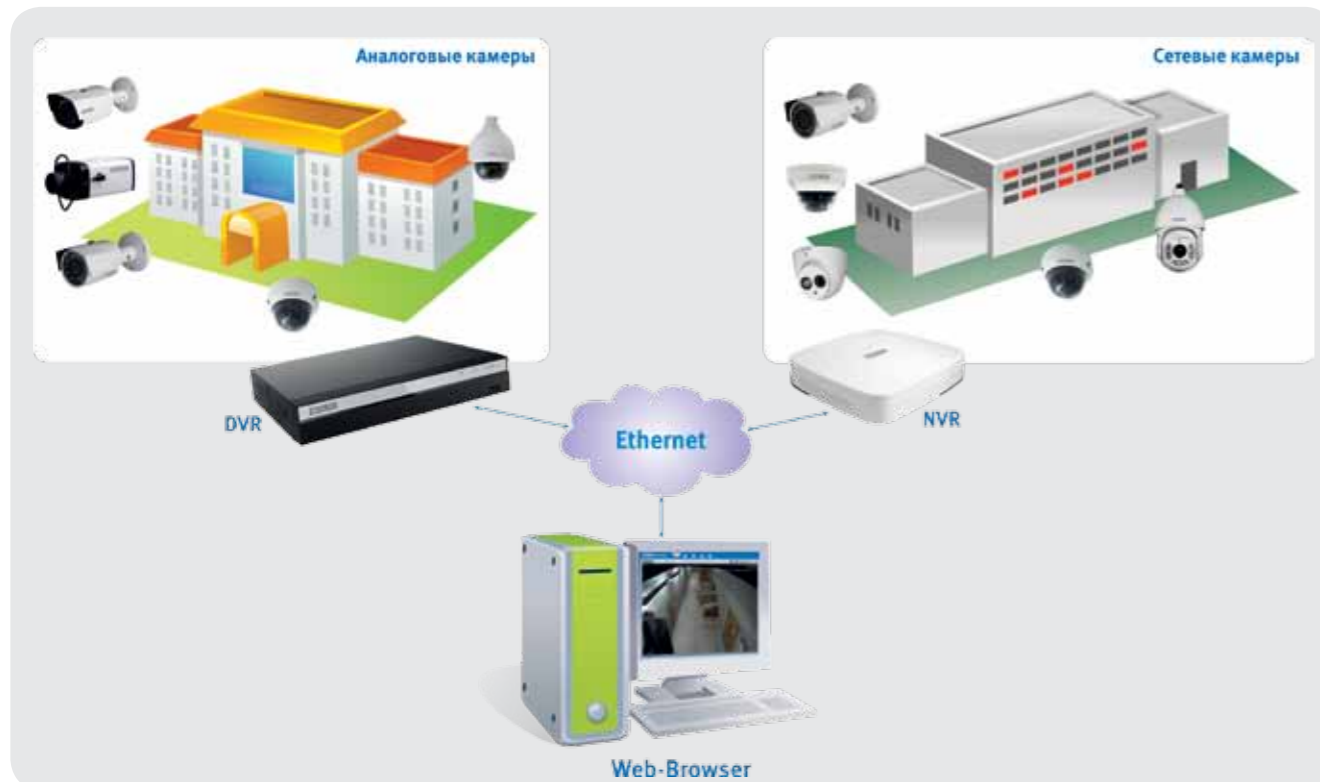 Аналоговые камеры
Сетевые камеры
DVR
NVR
Ethernet
Web-Browser